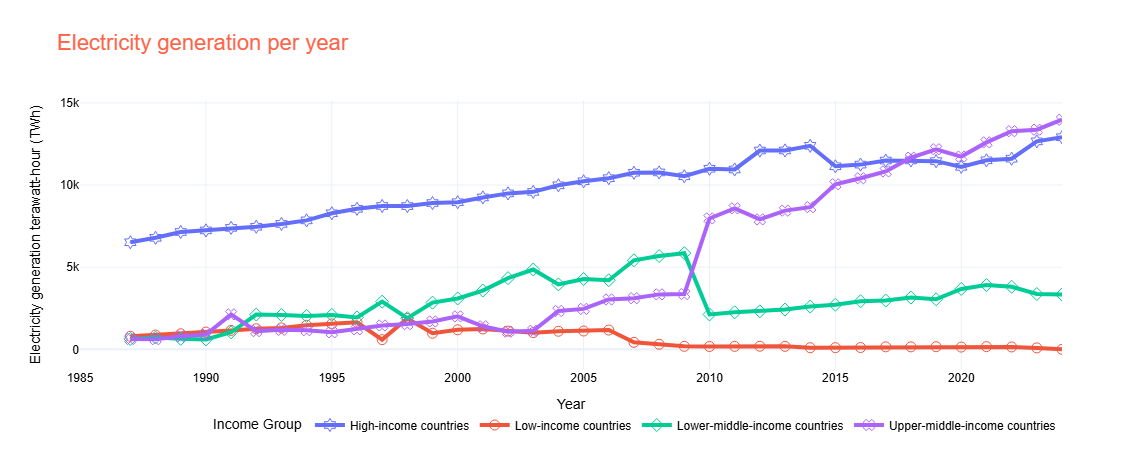 Electricity generation per year
Electricity generation terawatt-hour (TWh)
15k
10k
5k
0
1985 1990 1995 2000 2005 2010 2015 2020
Year
Income Group High-income countries Low-income countries Lower-middle-income countries Upper-middle-income countries